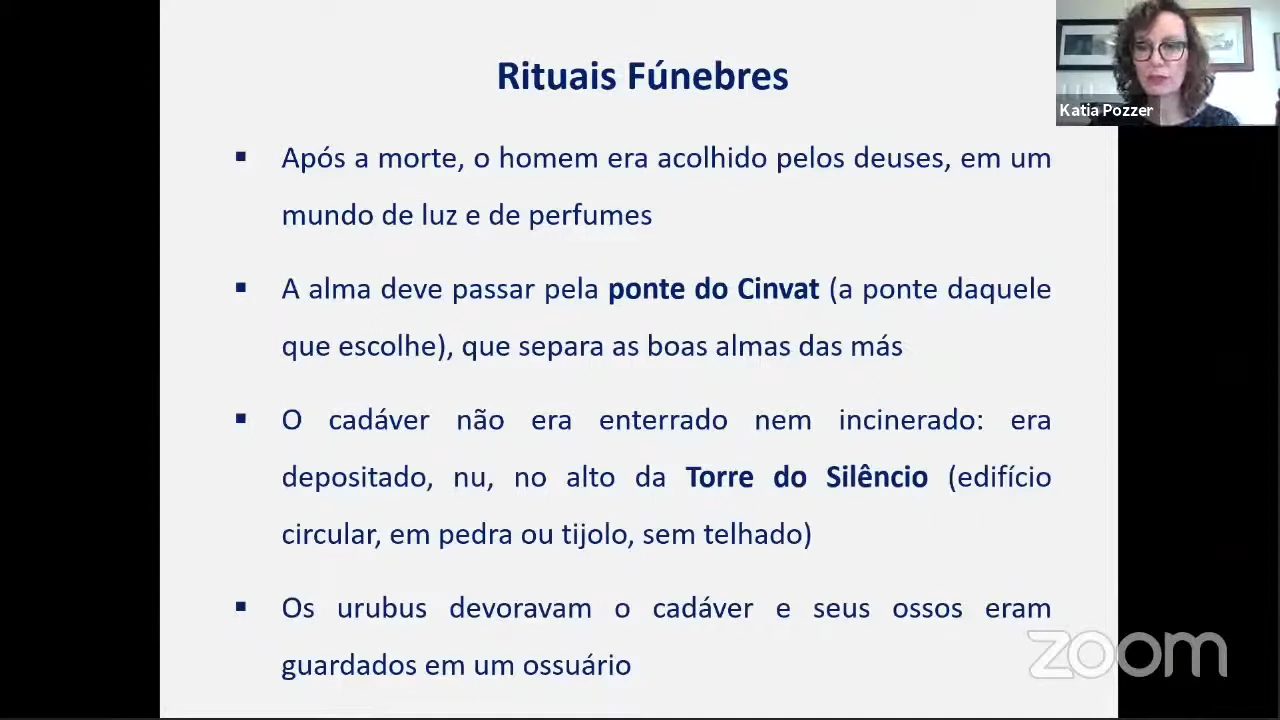 Rituais Fúnebres
Katia Pozzer
▪ Após a morte, o homem era acolhido pelos deuses, em um
mundo de luz e de perfumes
▪ A alma deve passar pela ponte do Cinvat (a ponte daquele
que escolhe), que separa as boas almas das más
▪ O cadáver não era enterrado nem incinerado: era
depositado, nu, no alto da Torre do Silêncio (edifício
circular, em pedra ou tijolo, sem telhado)
▪ Os urubus devoravam o cadáver e seus ossos eram
guardados em um ossuário
zoom